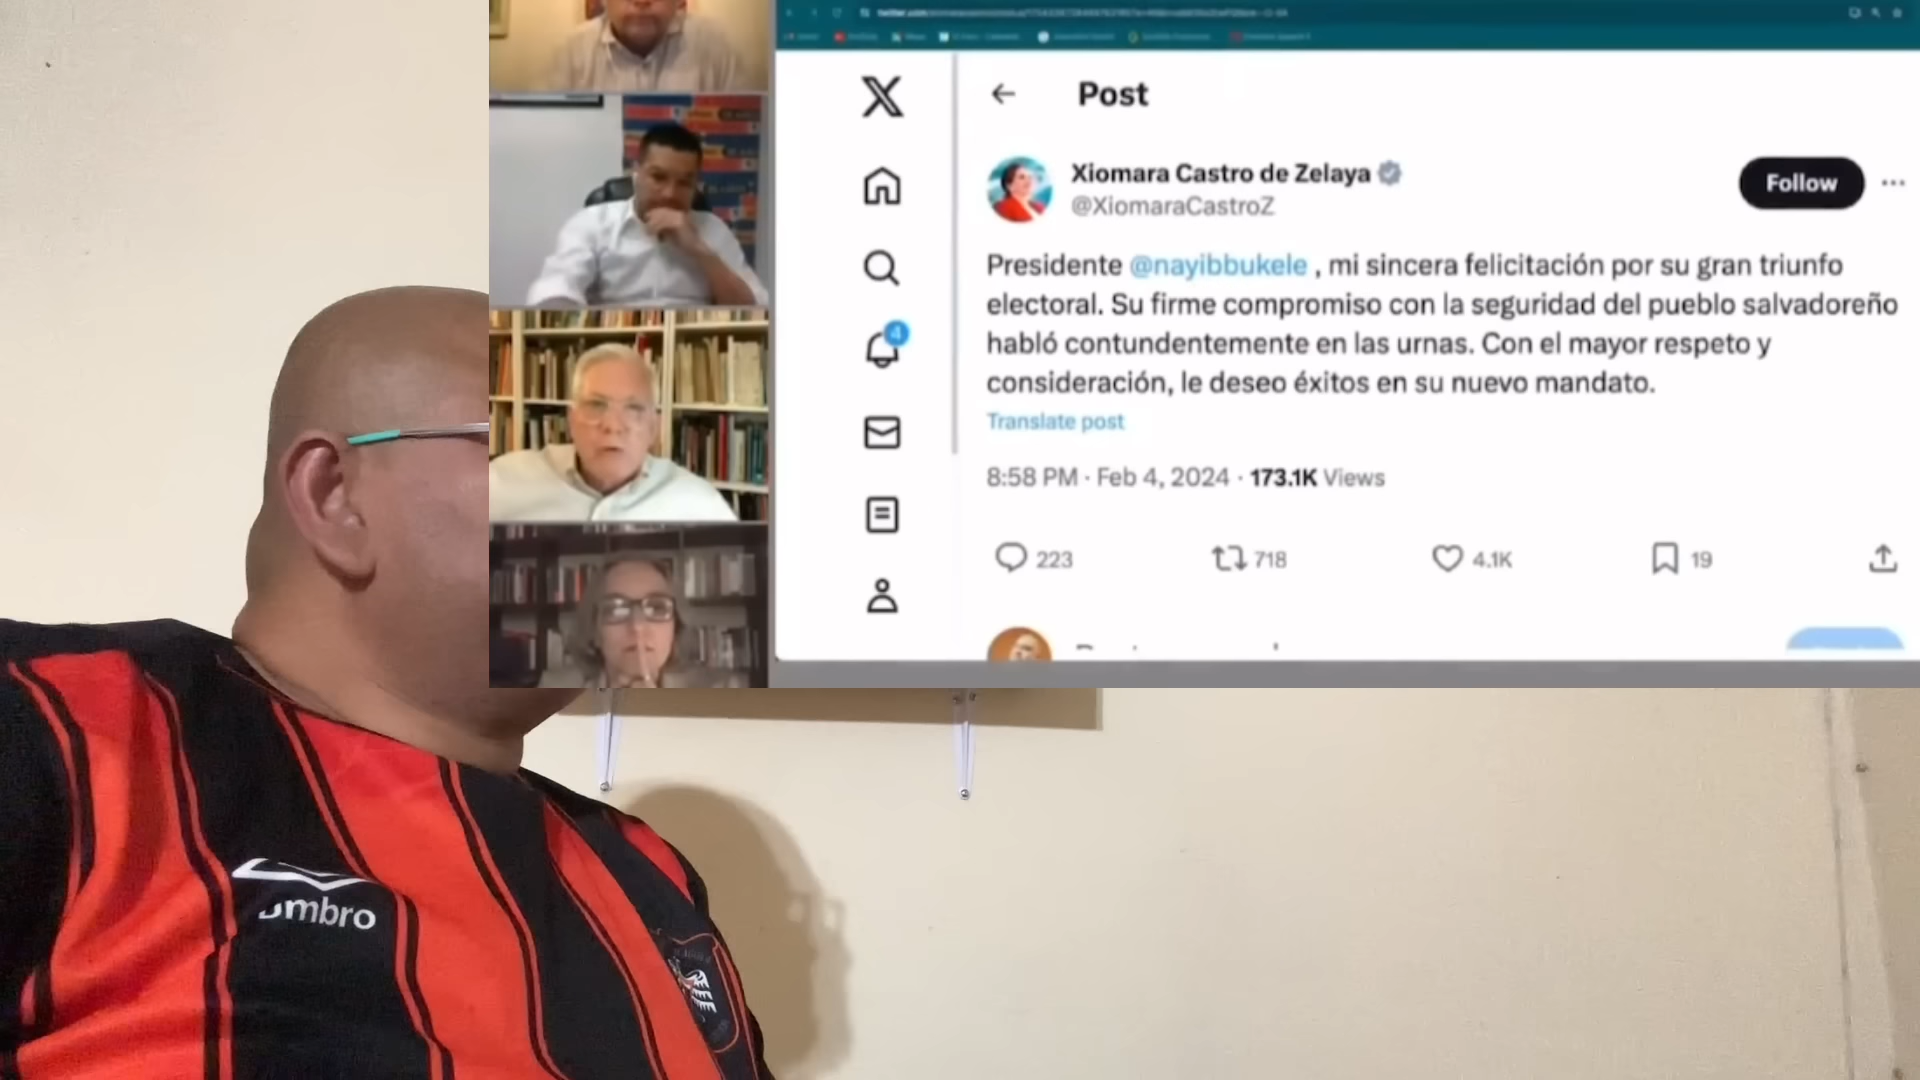 Post
Xiomara Castro de Zelaya
@XiomaraCastroZ
Follow
Presidente @nayibbukele , mi sincera felicitación por su gran triunfo
electoral. Su firme compromiso con la seguridad del pueblo salvadoreño
habló contundentemente en las urnas. Con el mayor respeto y
consideración, le deseo éxitos en su nuevo mandato.
Translate post
8:58 PM · Feb 4, 2024 · 173.1K Views
4
223
718
4.1K
19
umbro